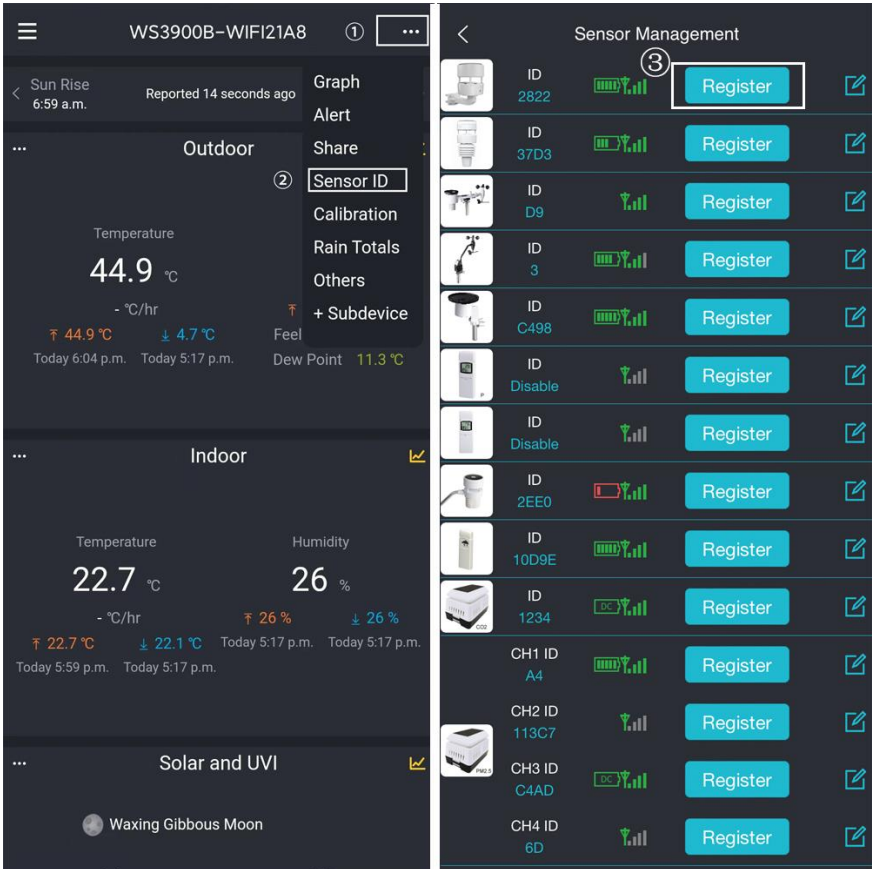 WS3900B-WIFI21A8
①
...
Sun Rise
6:59 a.m.
Reported 14 seconds ago
Graph
Alert
Share
②
Sensor ID
Calibration
Rain Totals
Others
+ Subdevice
Outdoor
Temperature
44.9 ℃
- ℃/hr
44.9 ℃
4.7 ℃
Feel
Today 6:04 p.m.
Today 5:17 p.m.
Dew Point 11.3 ℃
Indoor
Temperature
Humidity
22.7 ℃
26 %
- ℃/hr
26 %
26 %
22.7 ℃
22.1 ℃
Today 5:17 p.m.
Today 5:17 p.m.
Today 5:59 p.m.
Today 5:17 p.m.
Solar and UVI
Waxing Gibbous Moon
Sensor Management
③
ID
2822
Register
ID
37D3
Register
ID
D9
Register
ID
3
Register
ID
C498
Register
P
ID
Disable
Register
ID
Disable
Register
ID
2EE0
Register
ID
10D9E
Register
CO2
ID
1234
DC
Register
CH1 ID
A4
Register
CH2 ID
113C7
Register
PM2.5
CH3 ID
C4AD
DC
Register
CH4 ID
6D
Register